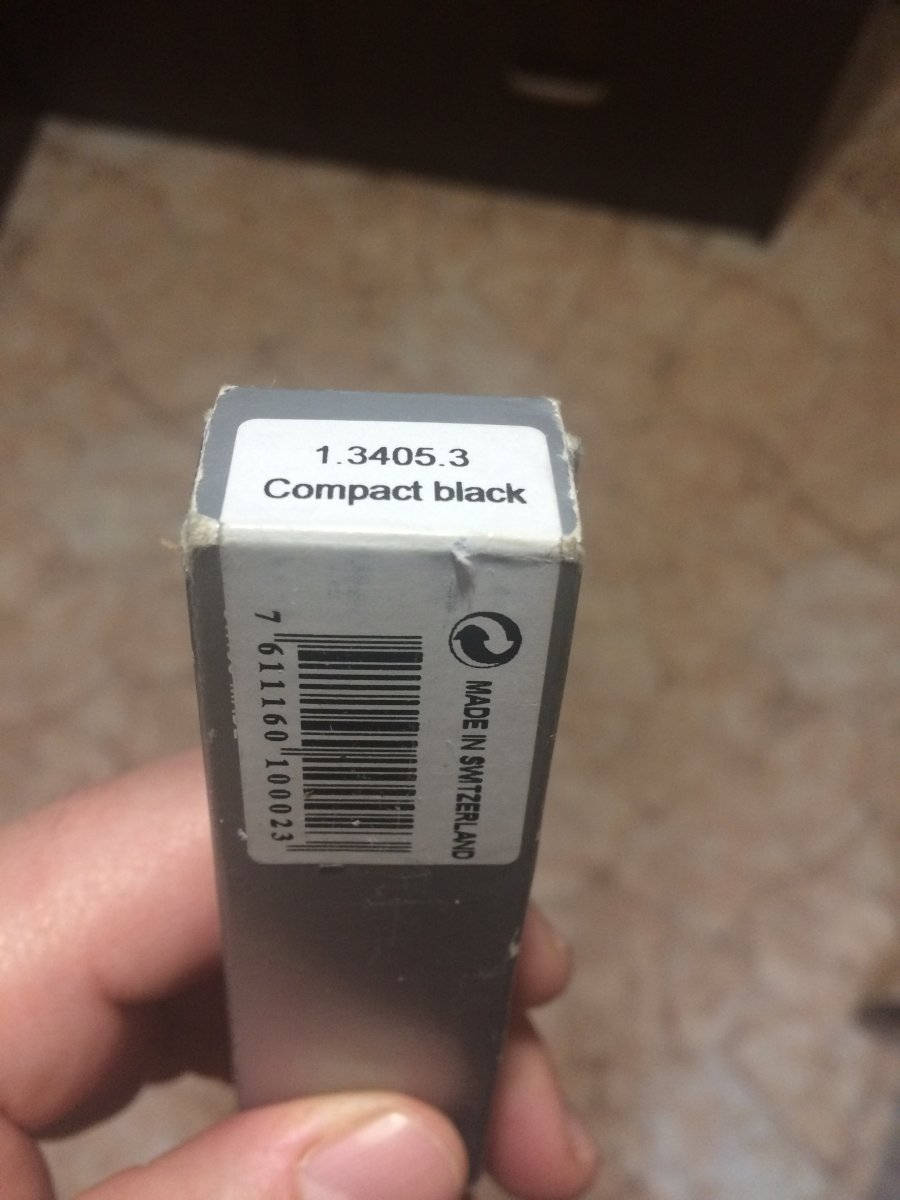 1.3405.3
Compact black
7 611160 100023
MADE IN SWITZERLAND